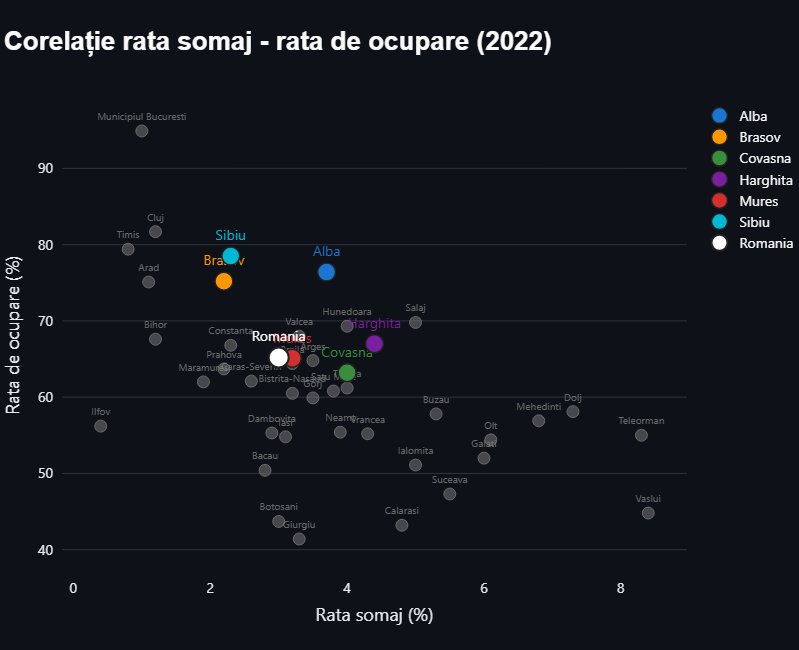 Corelație rata somaj - rata de ocupare (2022)
Municipiul Bucuresti
Cluj
Timis
Arad
Sibiu
Brasov
Alba
Bihor
Constanta
Valcea
Hunedoara
Salaj
Harghita
Romania
Mures
Arges
Covasna
Prahova
Maramures
Caras-Severin
Bistrita-Nasaud
Satu Mare
Tulcea
Gorj
Ilfov
Dambovita
Iasi
Neamt
Vrancea
Buzau
Mehedinti
Dolj
Olt
Galati
Teleorman
Bacau
Ialomita
Suceava
Botosani
Giurgiu
Calarasi
Vaslui
90
80
70
60
50
40
0
2
4
6
8
Rata de ocupare (%)
Rata somaj (%)
Alba
Brasov
Covasna
Harghita
Mures
Sibiu
Romania